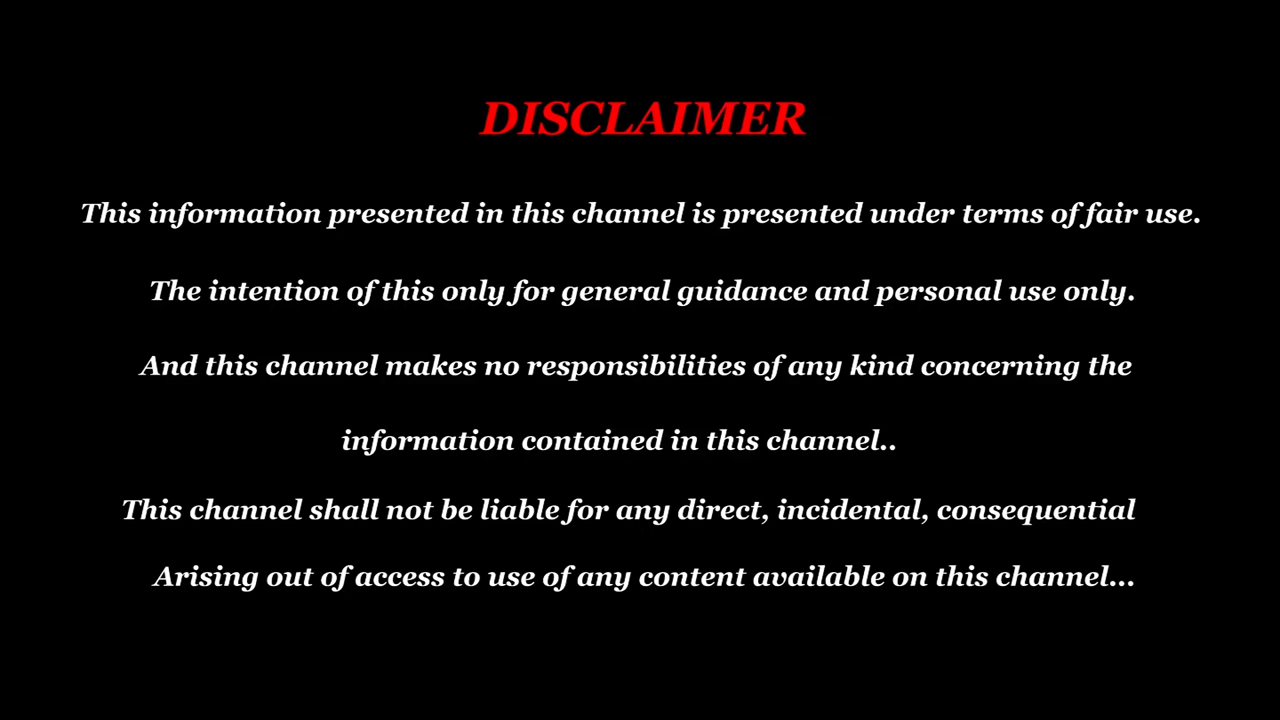 DISCLAIMER
This information presented in this channel is presented under terms of fair use.
The intention of this only for general guidance and personal use only.
And this channel makes no responsibilities of any kind concerning the
information contained in this channel..
This channel shall not be liable for any direct, incidental, consequential
Arising out of access to use of any content available on this channel...